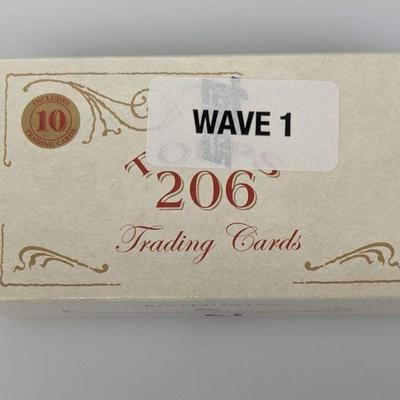 INCLUDES
10
TRADING CARDS
WAVE 1
206
Trading Cards